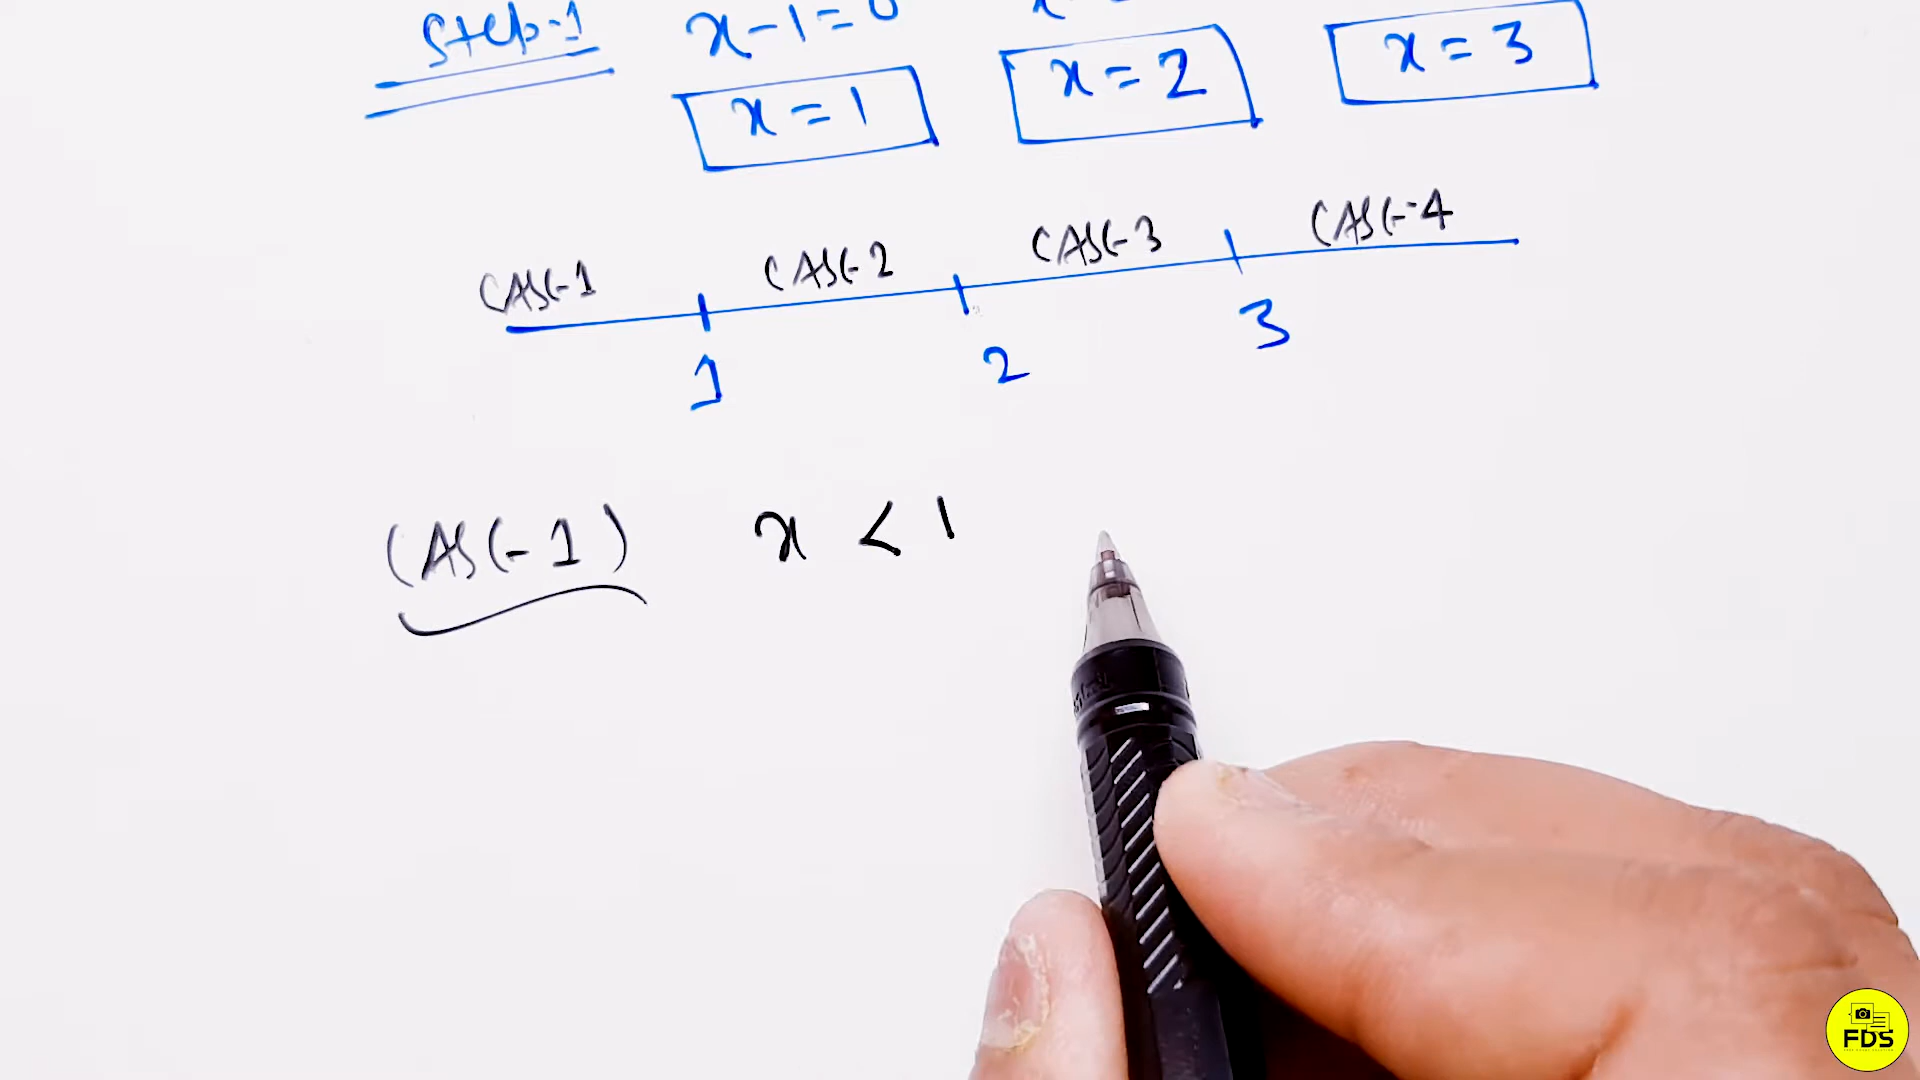 Step-1 x-1=0
x=1 x=2 x=3
CASE-1 CASE-2 CASE-3 CASE-4
1 2 3
CASE-1) x < 1
FDS